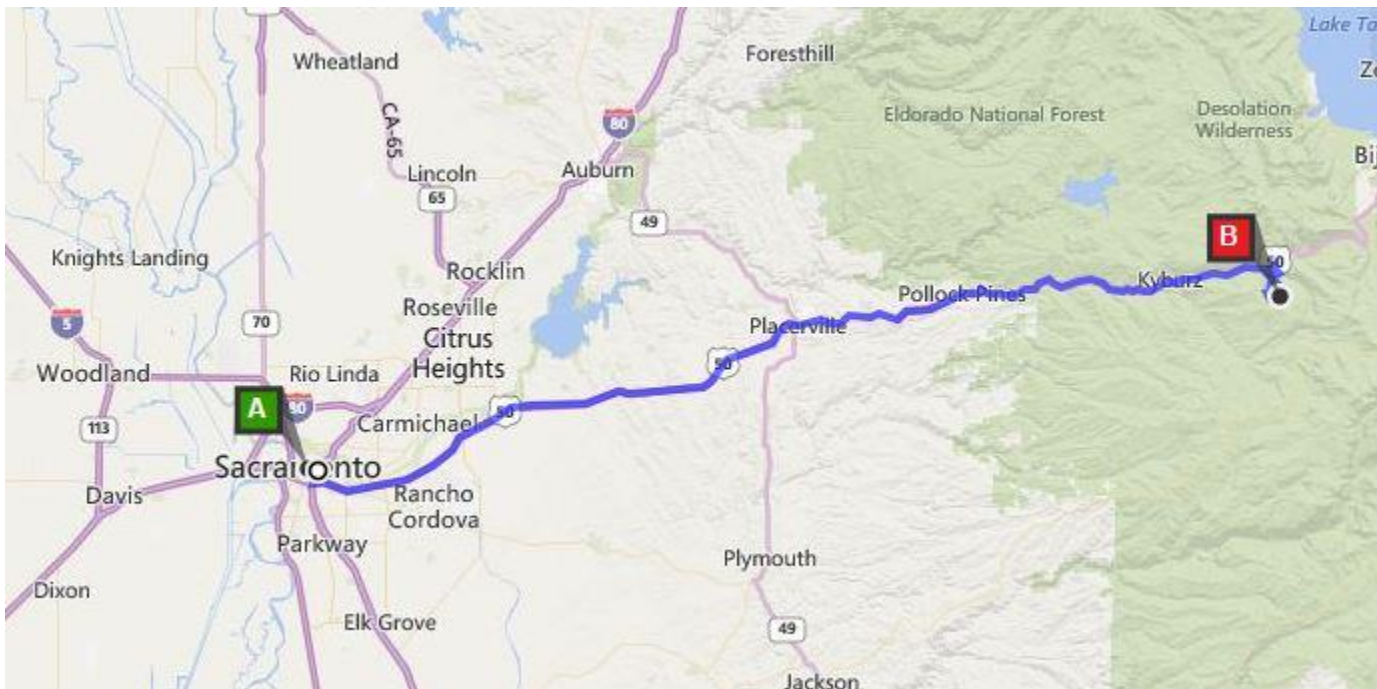 Lake Ta
Wheatland
Foresthill
Ze
CA-65
80
Eldorado National Forest
Desolation
Wilderness
Auburn
Bij
Lincoln
65
49
B
Knights Landing
Rocklin
50
Kyburz
Roseville
Pollock Pines
5
70
Citrus
Heights
Placerville
Woodland
Rio Linda
50
A
80
50
113
Carmichael
Sacramento
Davis
Rancho
Cordova
Parkway
Plymouth
Dixon
Elk Grove
49
Jackson